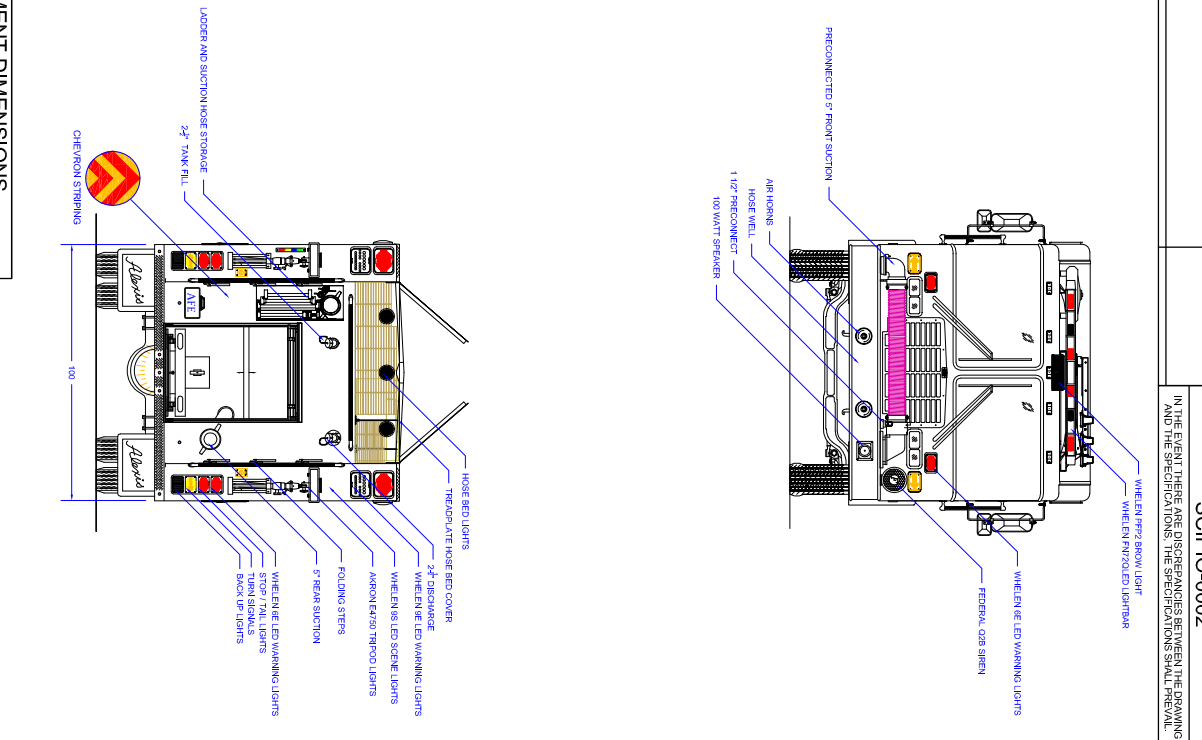 IN THE EVENT THERE ARE DISCREPANCIES BETWEEN THE DRAWING
AND THE SPECIFICATIONS, THE SPECIFICATIONS SHALL PREVAIL.
WHELEN PFP2 BROW LIGHT
WHELEN FN72QLED LIGHTBAR
WHELEN 6E LED WARNING LIGHTS
FEDERAL Q2B SIREN
PRECONNECTED 5" FRONT SUCTION
AIR HORNS
HOSE WELL
1 1/2" PRECONNECT
100 WATT SPEAKER
HOSE BED LIGHTS
TREADPLATE HOSE BED COVER
2½" DISCHARGE
WHELEN 9E LED WARNING LIGHTS
WHELEN 9S LED SCENE LIGHTS
AKRON E4750 TRIPOD LIGHTS
FOLDING STEPS
5" REAR SUCTION
WHELEN 6E LED WARNING LIGHTS
STOP / TAIL LIGHTS
TURN SIGNALS
BACK UP LIGHTS
LADDER AND SUCTION HOSE STORAGE
2½" TANK FILL
CHEVRON STRIPING
AFE
Alexis
Alexis
100
DIMENSIONS